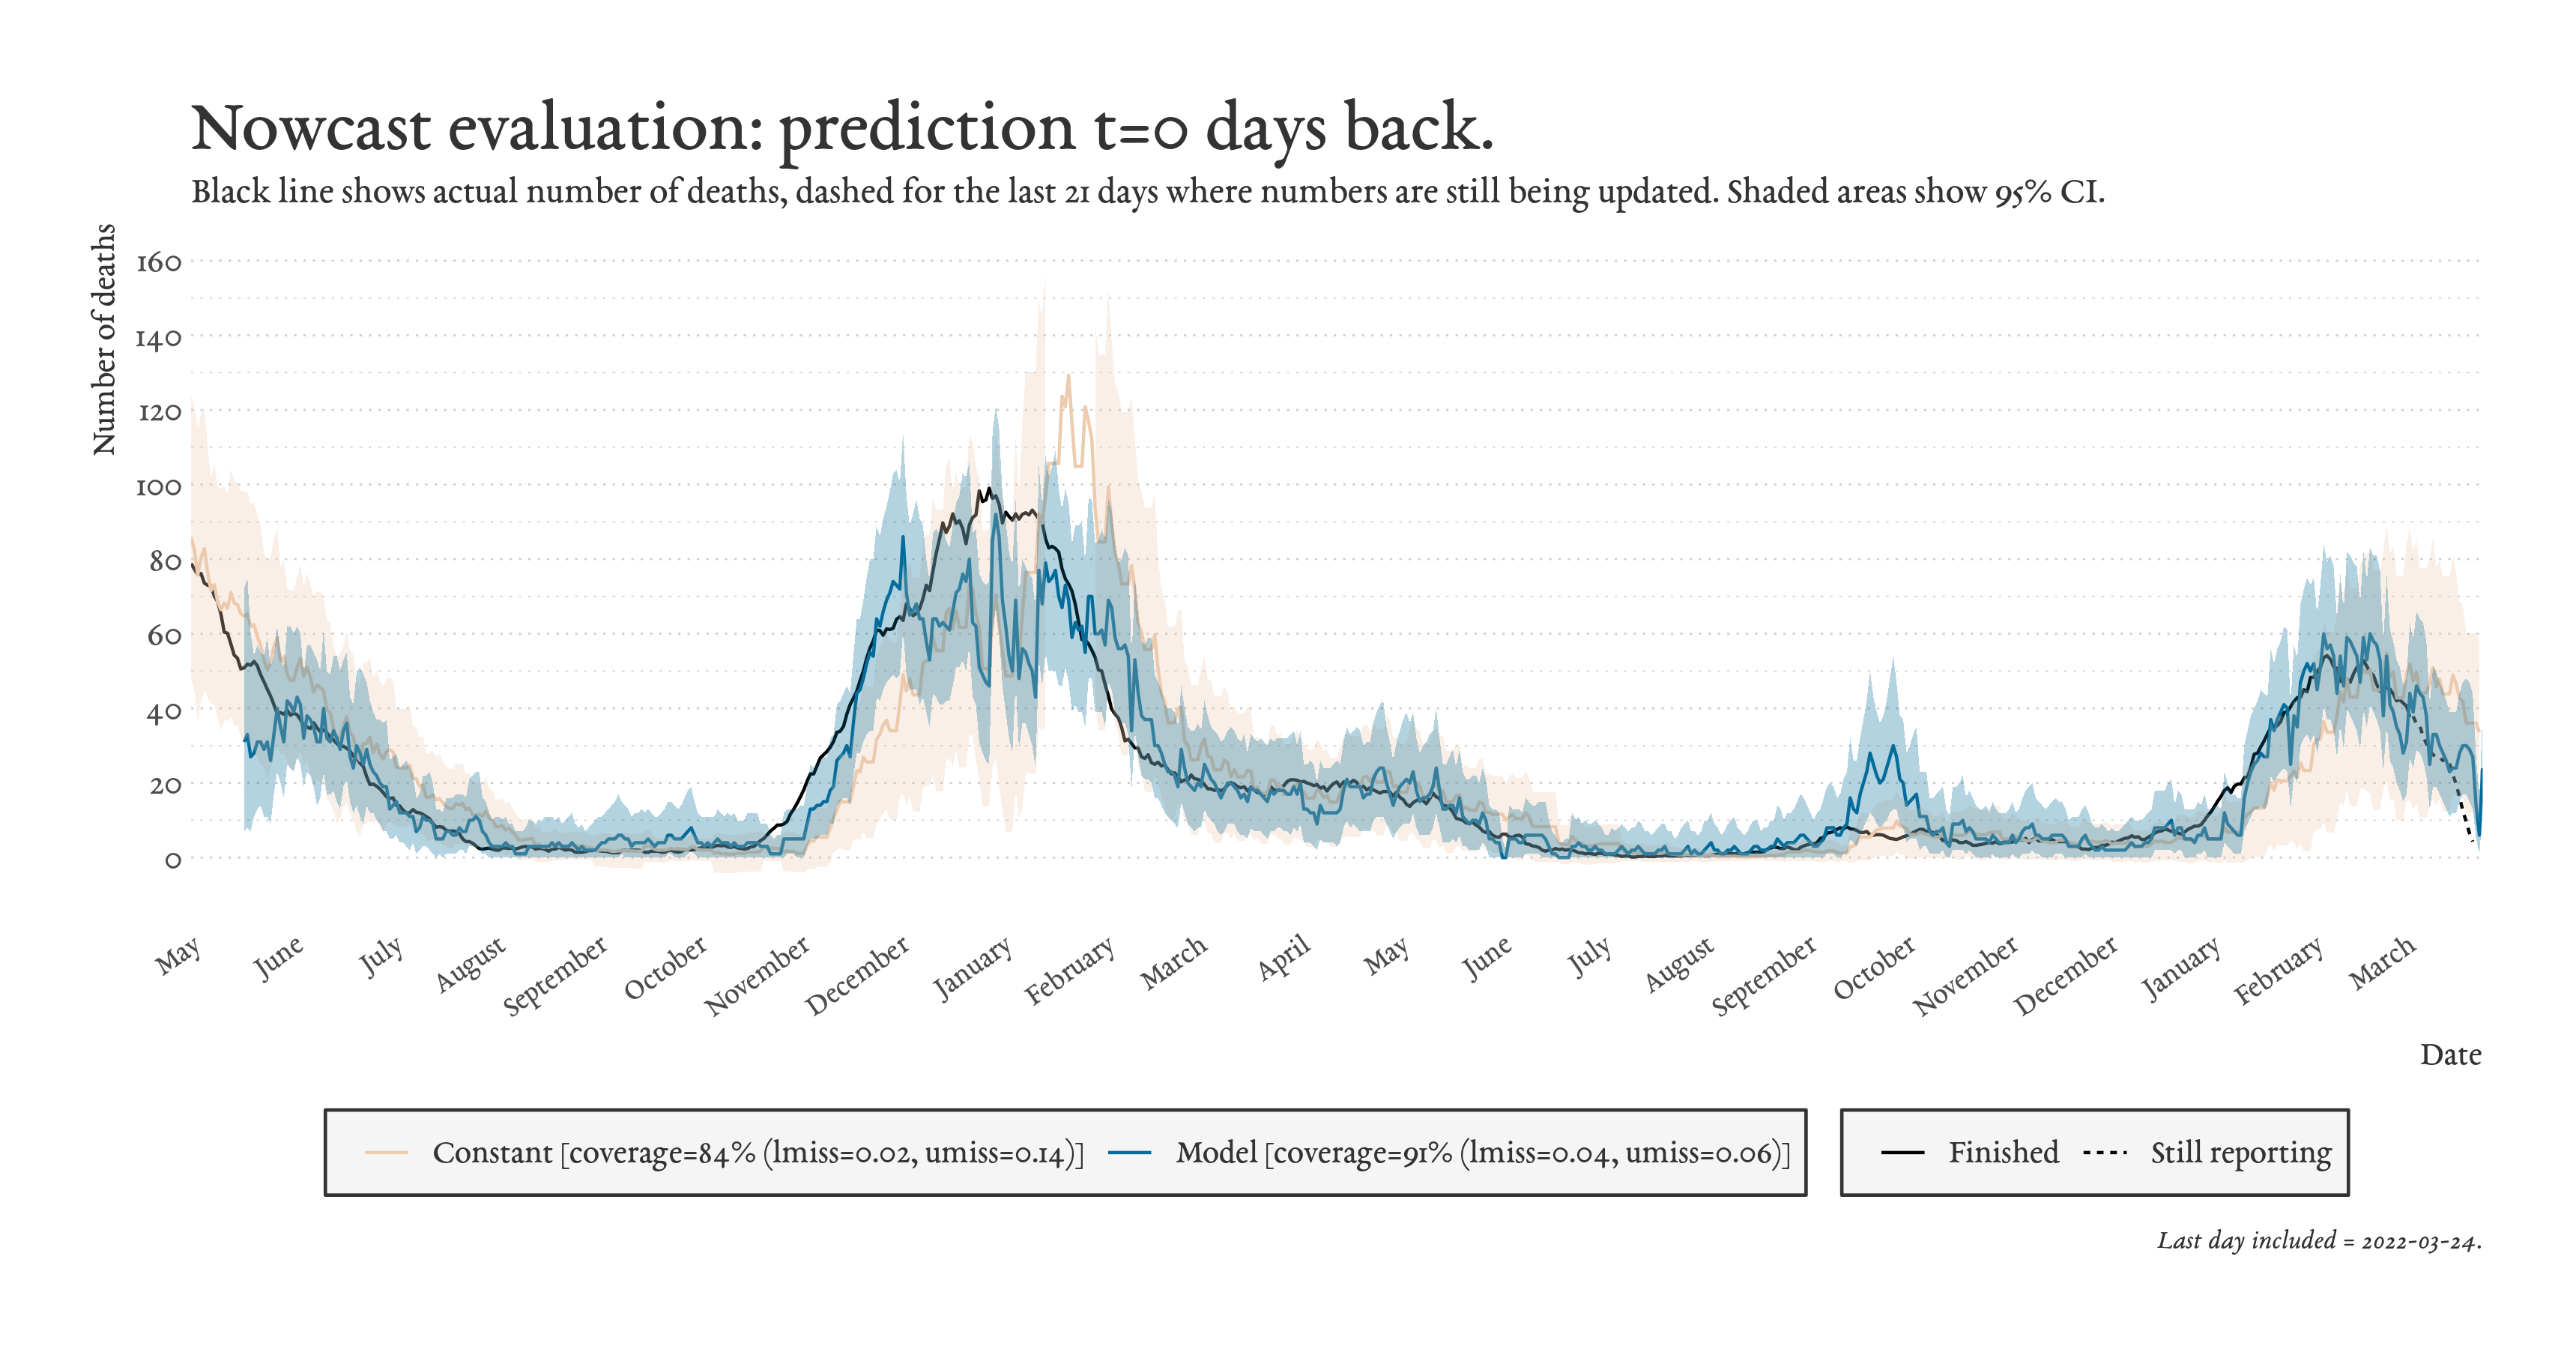 Nowcast evaluation: prediction t=0 days back.
Black line shows actual number of deaths, dashed for the last 21 days where numbers are still being updated. Shaded areas show 95% CI.
Number of deaths
160
140
120
100
80
60
40
20
0
May June July August September October November December January February March April May June July August September October November December January February March
Date
Constant [coverage=84% (lmiss=0.02, umiss=0.14)] Model [coverage=91% (lmiss=0.04, umiss=0.06)] Finished Still reporting
Last day included = 2022-03-24.